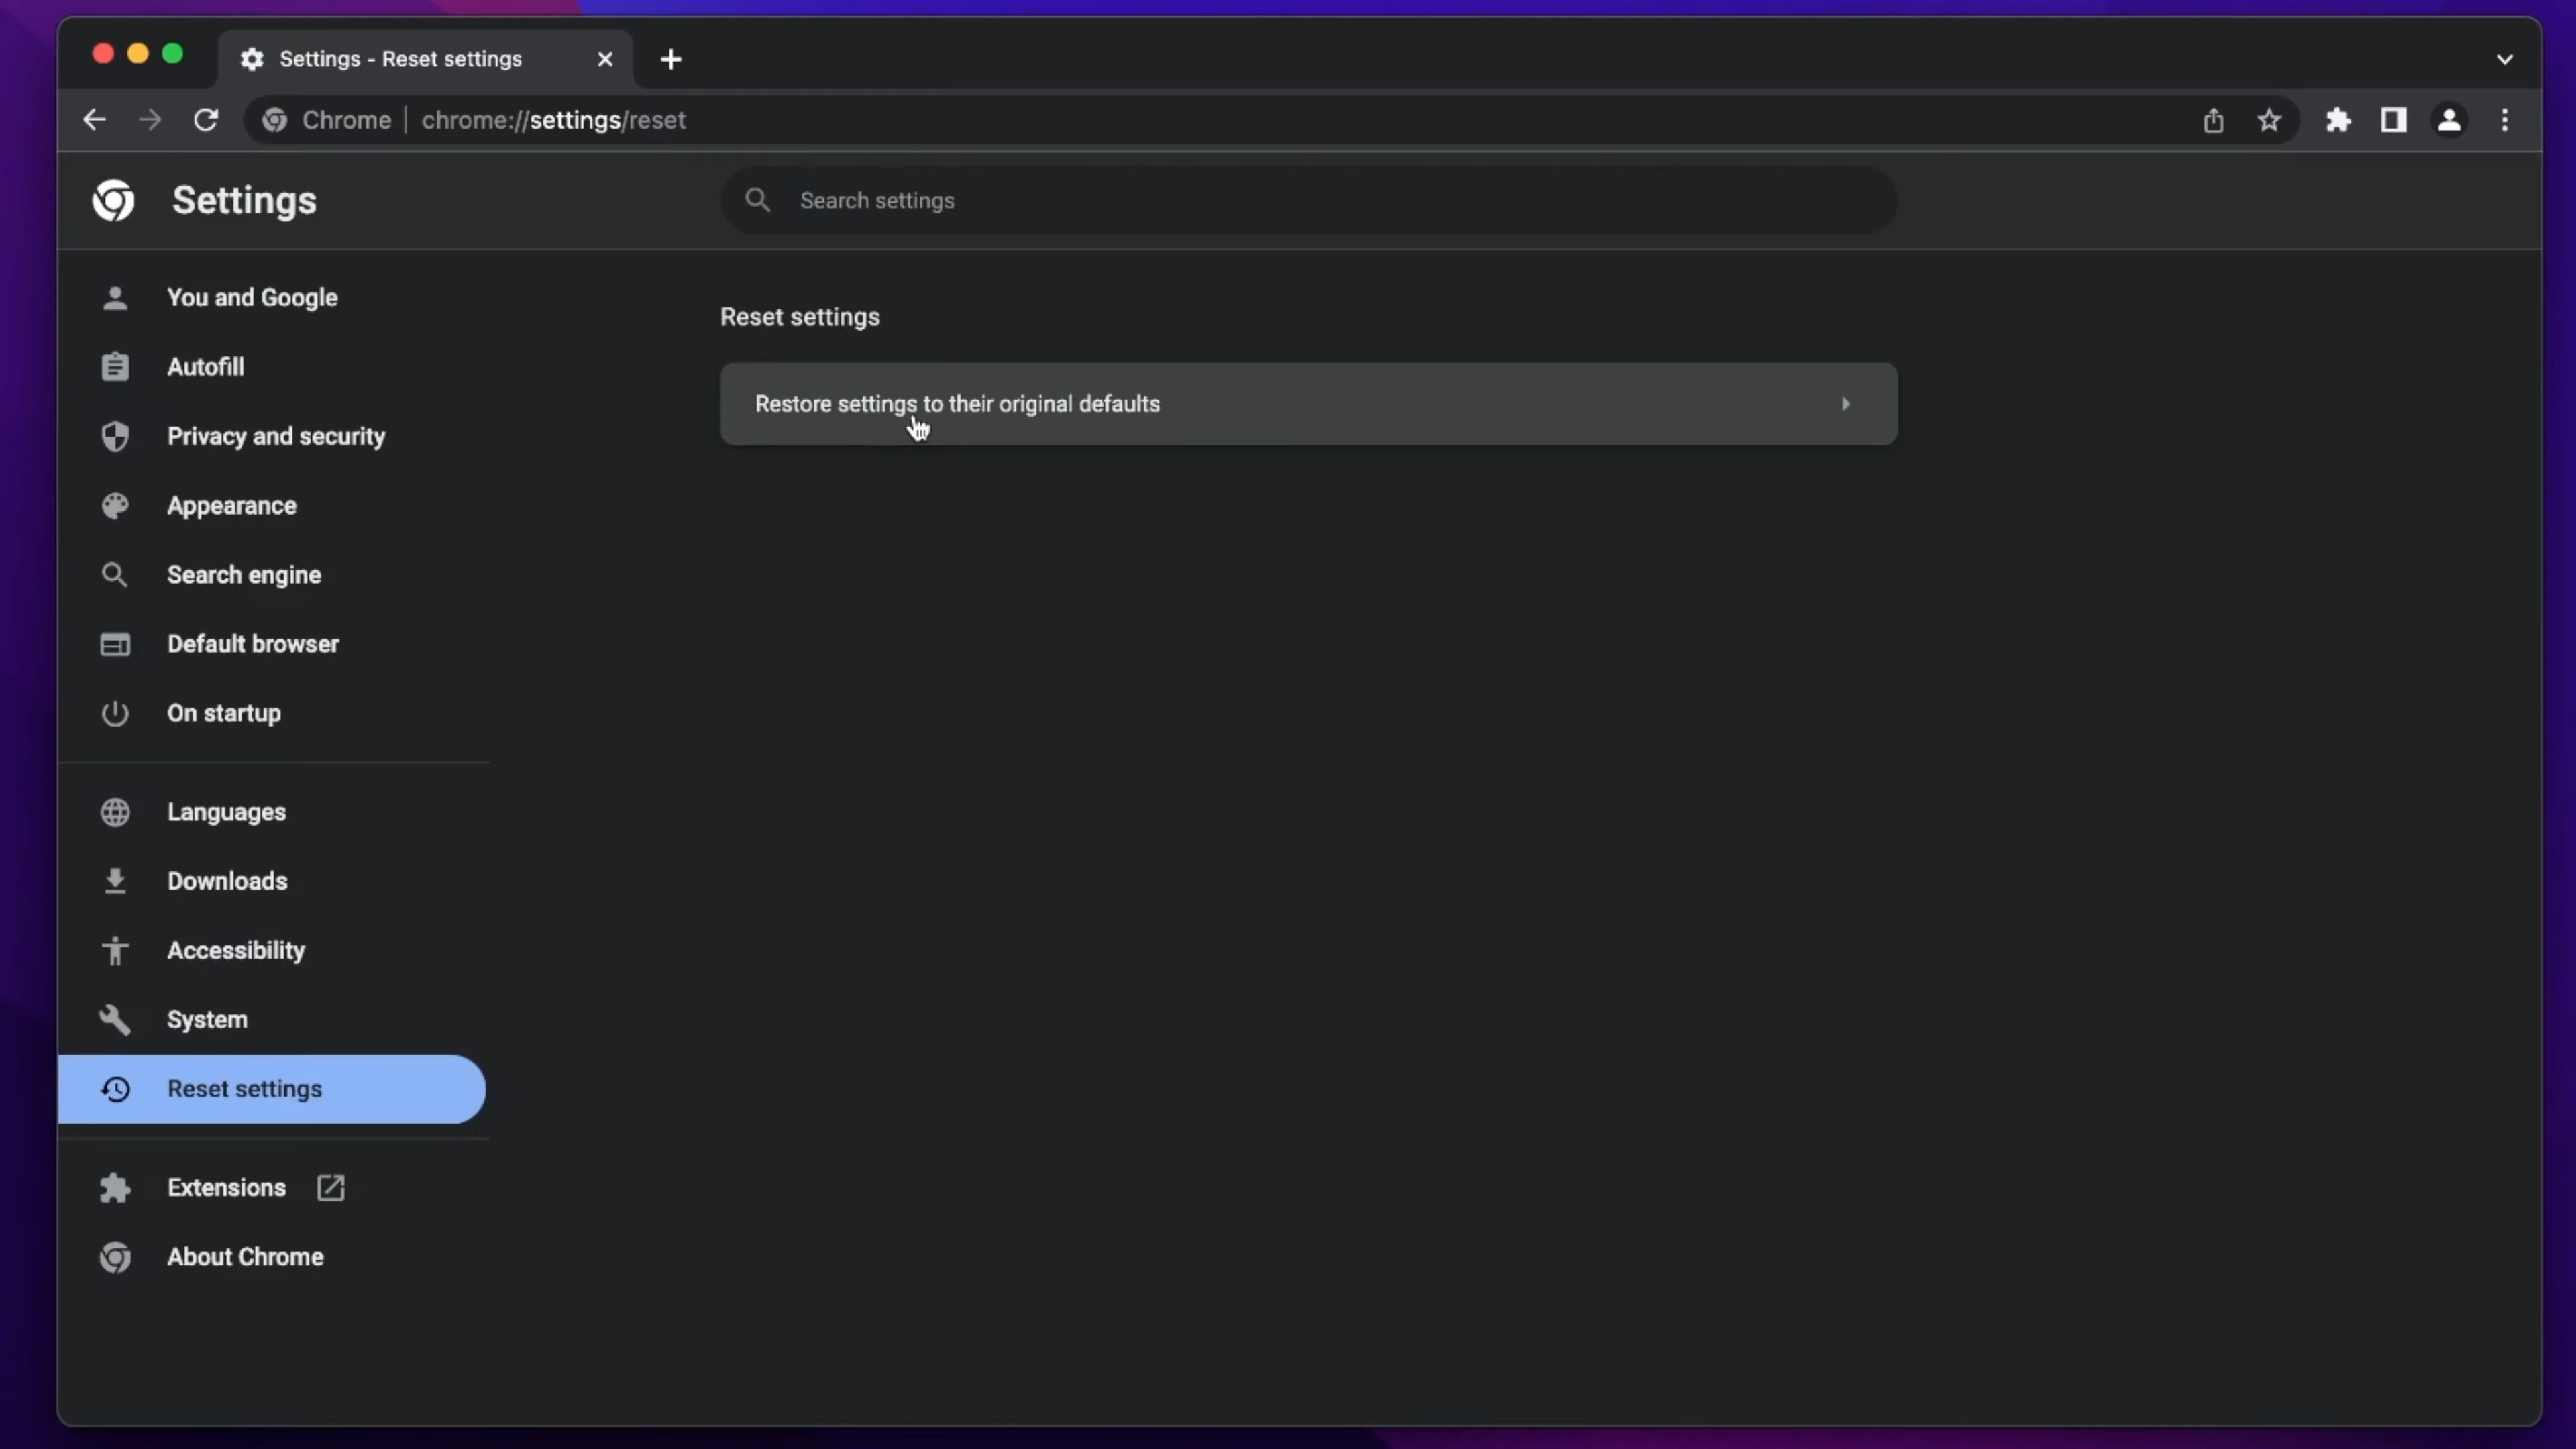 Settings - Reset settings
Chrome | chrome://settings/reset
Settings
Search settings
You and Google
Autofill
Privacy and security
Appearance
Search engine
Default browser
On startup
Languages
Downloads
Accessibility
System
Reset settings
Extensions
About Chrome
Reset settings
Restore settings to their original defaults